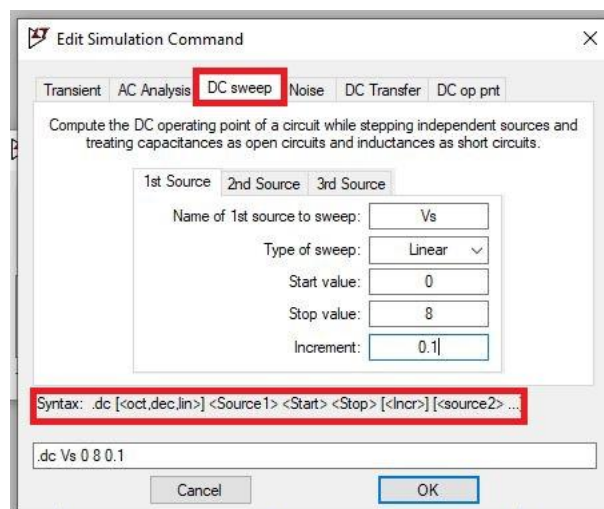 Edit Simulation Command
Transient AC Analysis DC sweep Noise DC Transfer DC op pnt
Compute the DC operating point of a circuit while stepping independent sources and
treating capacitances as open circuits and inductances as short circuits.
1st Source 2nd Source 3rd Source
Name of 1st source to sweep: Vs
Type of sweep: Linear
Start value: 0
Stop value: 8
Increment: 0.1
Syntax: .dc [<oct,dec,lin>] <Source1> <Start> <Stop> [<Incr>] [<source2> ...]
.dc Vs 0 8 0.1
Cancel OK